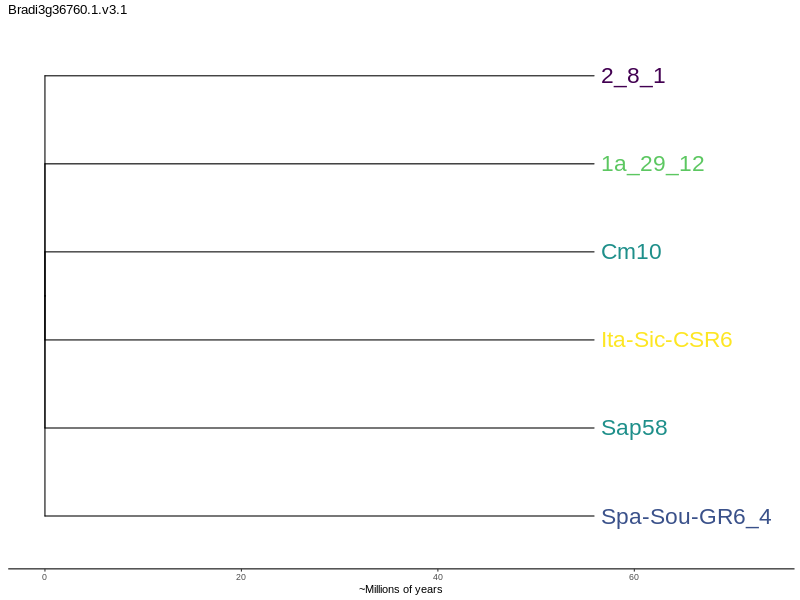 Bradi3g36760.1.v3.1
2_8_1
1a_29_12
Cm10
Ita-Sic-CSR6
Sap58
Spa-Sou-GR6_4
0 20 40 60
~Millions of years